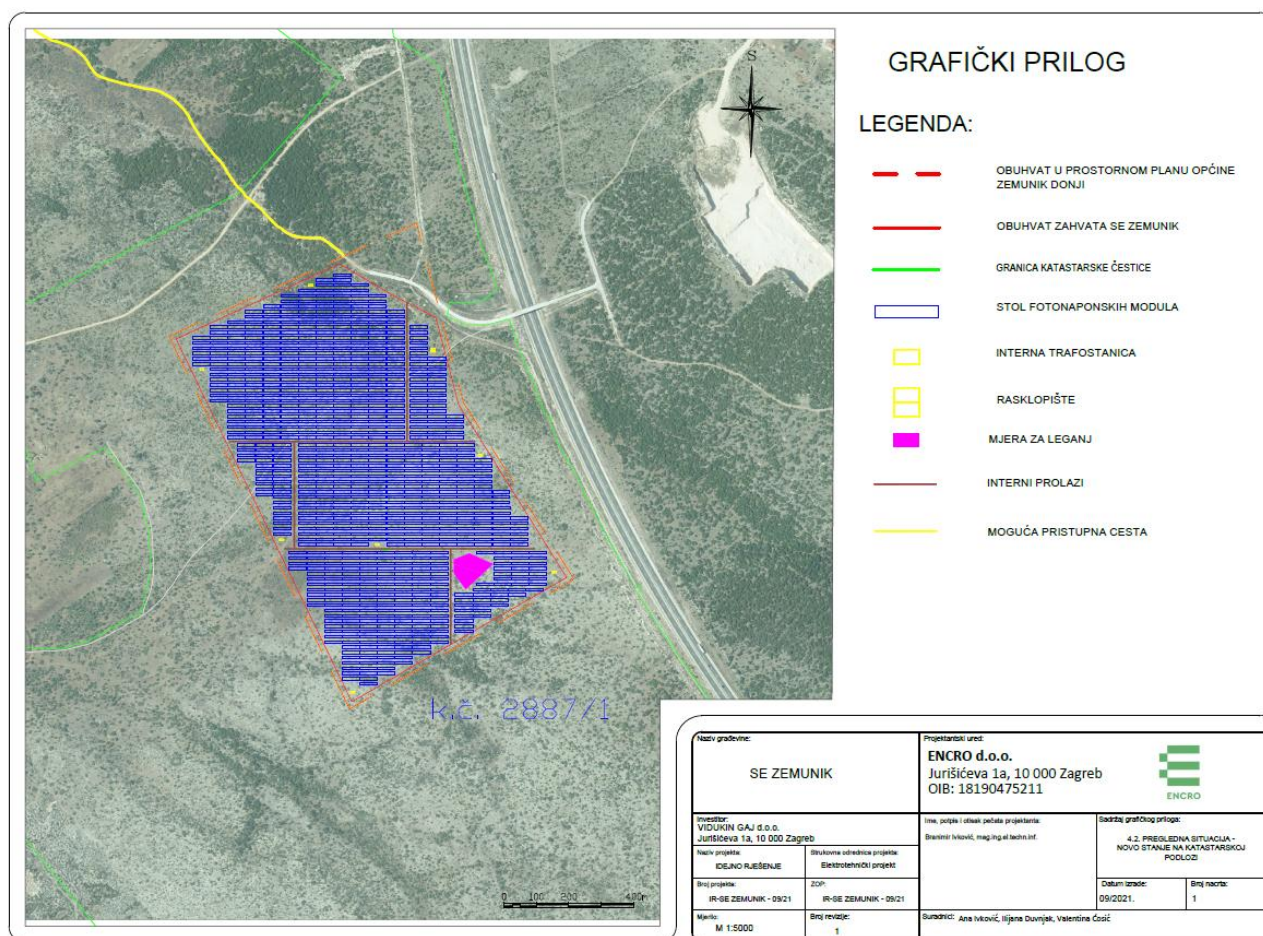 GRAFIČKI PRILOG
S
LEGENDA:
OBUHVAT U PROSTORNOM PLANU OPĆINE
ZEMUNIK DONJI
OBUHVAT ZAHVATA SE ZEMUNIK
GRANICA KATASTARSKE ČESTICE
STOL FOTONAPONSKIH MODULA
INTERNA TRAFOSTANICA
RASKLOPIŠTE
MJERA ZA LEGANJ
INTERNI PROLAZI
MOGUĆA PRISTUPNA CESTA
k.č. 2887/1
0 100 200 400m
Naziv građevine:
SE ZEMUNIK
Projektantski ured:
ENCRO d.o.o.
Jurišićeva 1a, 10 000 Zagreb
OIB: 18190475211
ENCRO
Investitor:
VIDUKIN GAJ d.o.o.
Jurišićeva 1a, 10 000 Zagreb
Ime, potpis i otisak pečata projektanta:
Branimir Ivković, mag.ing.el.techn.inf.
Sadržaj grafičkog priloga:
4.2. PREGLEDNA SITUACIJA -
NOVO STANJE NA KATASTARSKOJ
PODLOZI
Naziv projekta:
IDEJNO RJEŠENJE
Strukovna odrednica projekta:
Elektrotehnički projekt
Broj projekta:
IR-SE ZEMUNIK - 09/21
ZOP:
IR-SE ZEMUNIK - 09/21
Datum izrade:
09/2021.
Broj nacrta:
1
Mjerilo:
M 1:5000
Broj revizije:
1
Suradnici: Ana Ivković, Ilijana Duvnjak, Valentina Ćosić